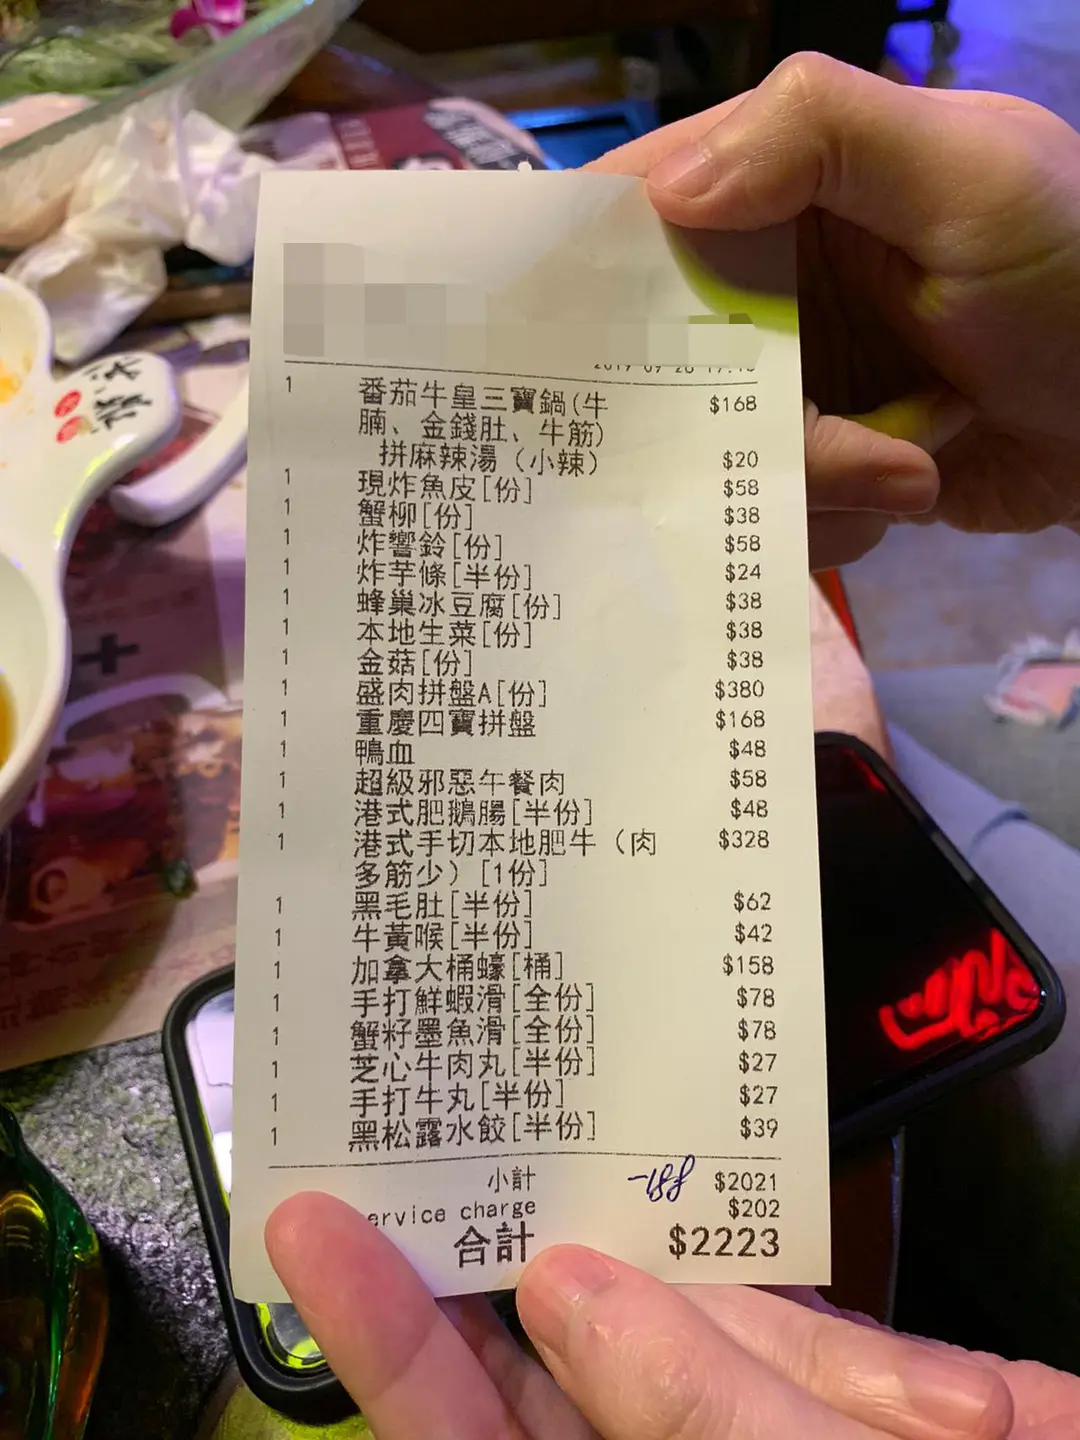 1 番茄牛皇三寶鍋(牛 $168
腩、金錢肚、牛筋)
拼麻辣湯（小辣） $20
1 現炸魚皮[份] $58
1 蟹柳[份] $38
1 炸響鈴[份] $58
1 炸芋條[半份] $24
1 蜂巢冰豆腐[份] $38
1 本地生菜[份] $38
1 金菇[份] $38
1 盛肉拼盤A[份] $380
1 重慶四寶拼盤 $168
1 鴨血 $48
1 超級邪惡午餐肉 $58
1 港式肥鵝腸[半份] $48
1 港式手切本地肥牛（肉 $328
多筋少）[1份]
1 黑毛肚[半份] $62
1 牛黃喉[半份] $42
1 加拿大桶蠔[桶] $158
1 手打鮮蝦滑[全份] $78
1 蟹籽墨魚滑[全份] $78
1 芝心牛肉丸[半份] $27
1 手打牛丸[半份] $27
1 黑松露水餃[半份] $39
小計 $2021
ervice charge $202
合計 $2223